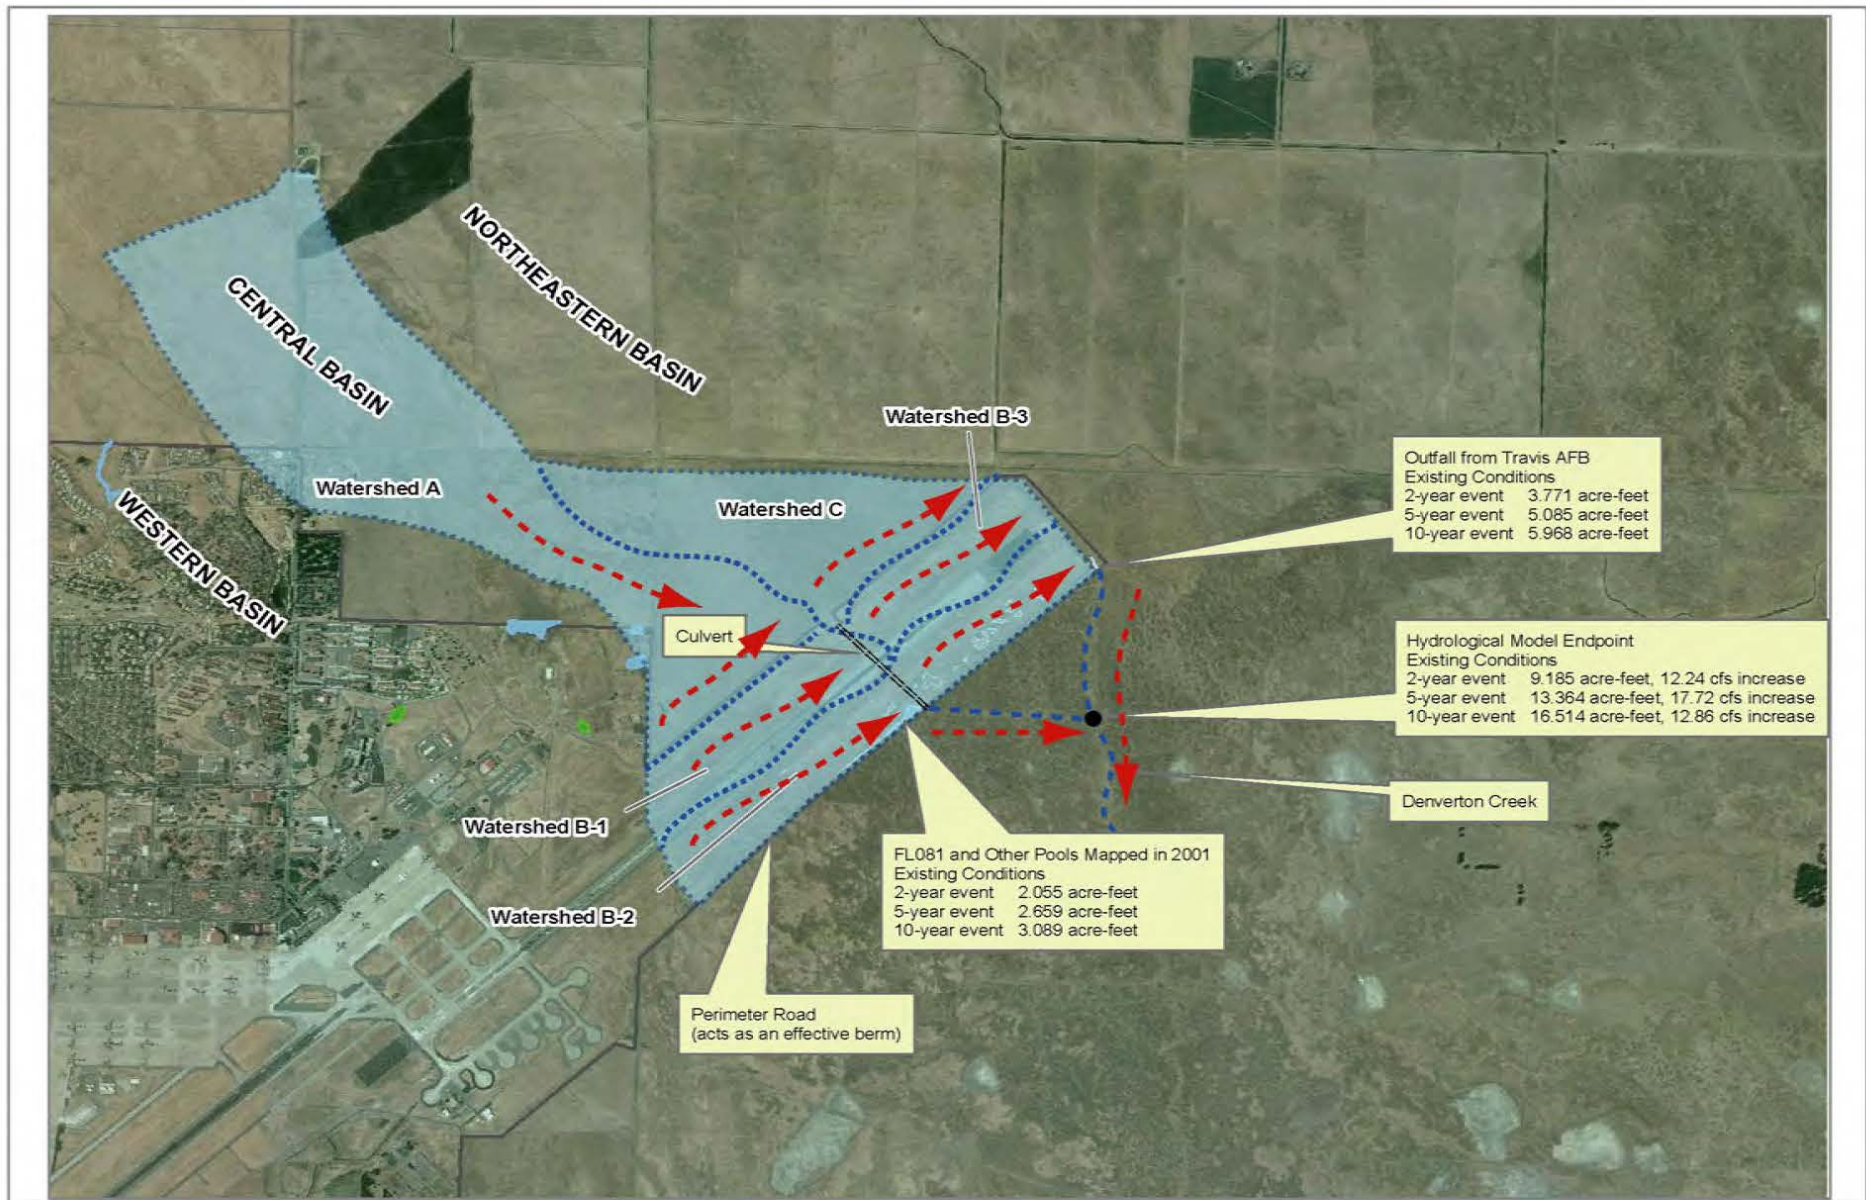 NORTHEASTERN BASIN
CENTRAL BASIN
WESTERN BASIN
Watershed B-3
Watershed A
Watershed C
Outfall from Travis AFB
Existing Conditions
2-year event 3.771 acre-feet
5-year event 5.085 acre-feet
10-year event 5.968 acre-feet
Culvert
Hydrological Model Endpoint
Existing Conditions
2-year event 9.185 acre-feet, 12.24 cfs increase
5-year event 13.364 acre-feet, 17.72 cfs increase
10-year event 16.514 acre-feet, 12.86 cfs increase
Denverton Creek
Watershed B-1
FL081 and Other Pools Mapped in 2001
Existing Conditions
2-year event 2.055 acre-feet
5-year event 2.659 acre-feet
10-year event 3.089 acre-feet
Watershed B-2
Perimeter Road
(acts as an effective berm)